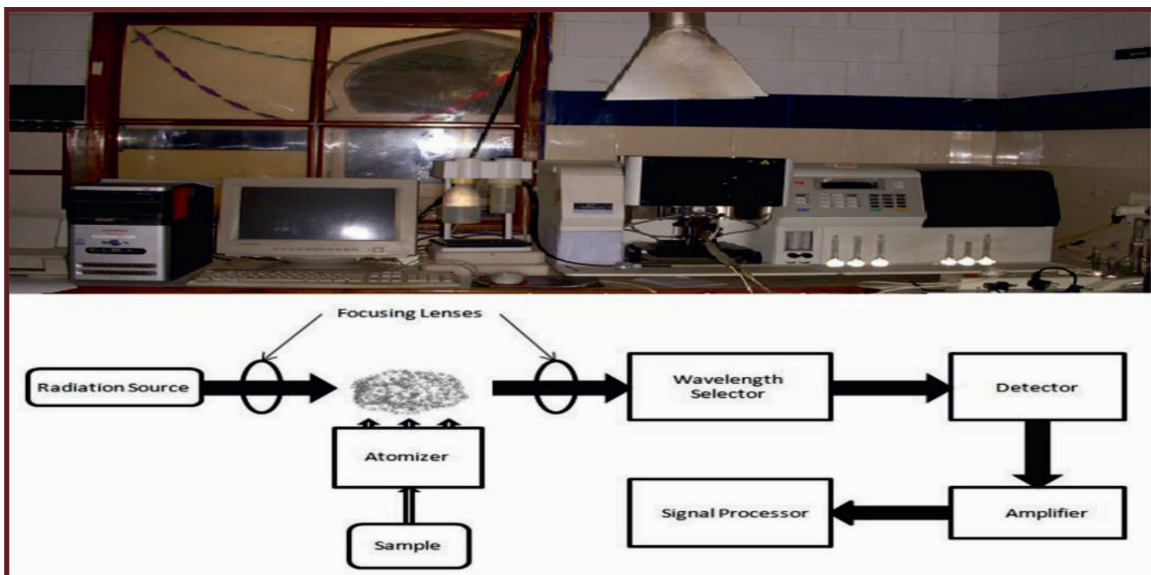 Focusing Lenses
Radiation Source
Wavelength
Selector
Detector
Atomizer
Signal Processor
Amplifier
Sample